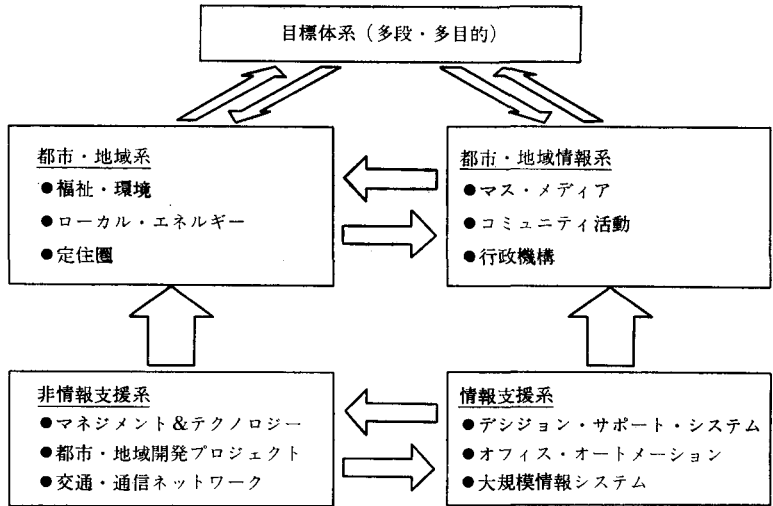 目標体系(多段・多目的)
都市・地域系
●福祉・環境
●ローカル・エネルギー
●定住圏
都市・地域情報系
●マス・メディア
●コミュニティ活動
●行政機構
非情報支援系
●マネジメント&テクノロジー
●都市・地域開発プロジェクト
●交通・通信ネットワーク
情報支援系
●デシジョン・サポート・システム
●オフィス・オートメーション
●大規模情報システム